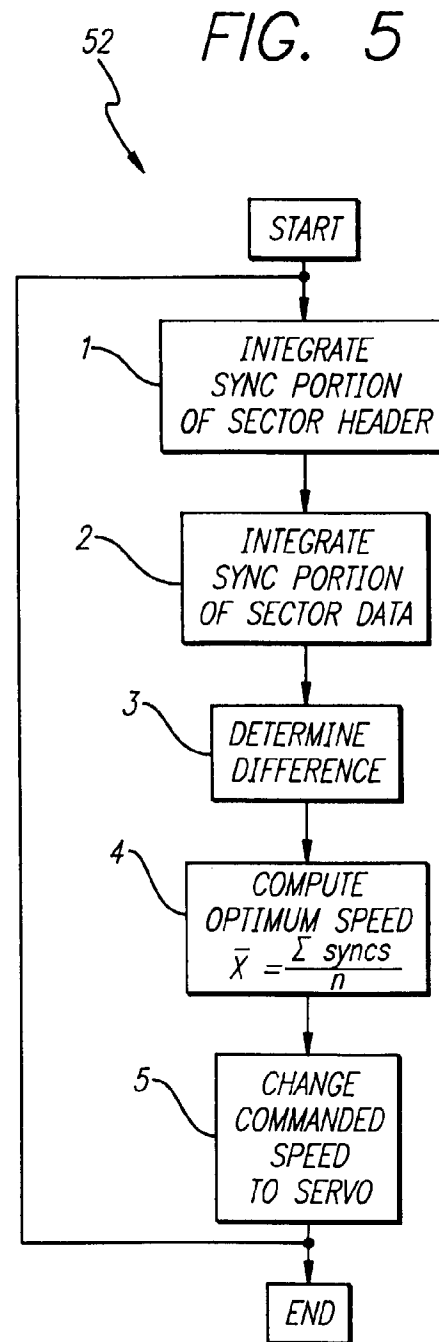 52
FIG. 5
START
1
INTEGRATE
SYNC PORTION
OF SECTOR HEADER
2
INTEGRATE
SYNC PORTION
OF SECTOR DATA
3
DETERMINE
DIFFERENCE
4
COMPUTE
OPTIMUM SPEED
X̄ = Σ syncs / n
5
CHANGE
COMMANDED
SPEED
TO SERVO
END